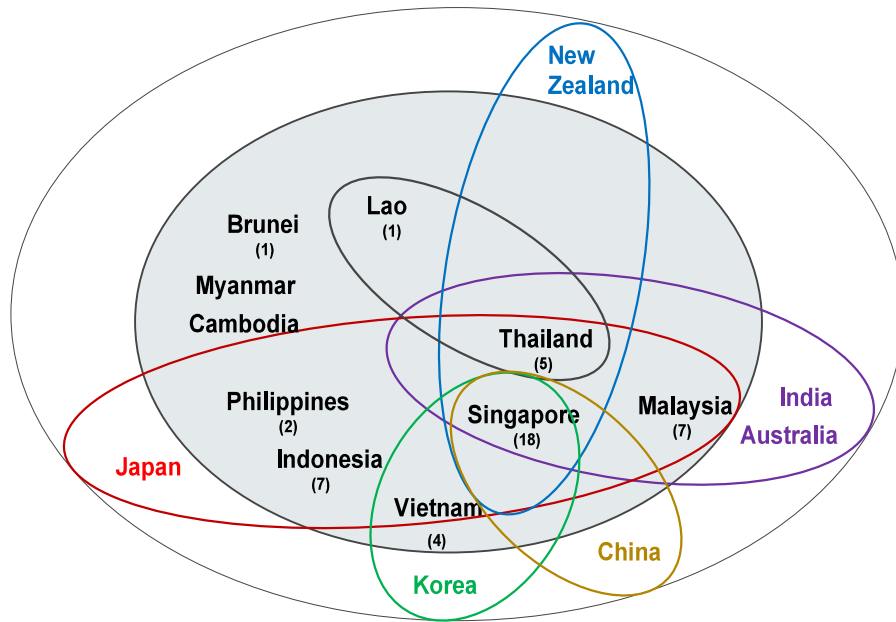 New
Zealand
Lao
(1)
Brunei
(1)
Myanmar
Cambodia
Thailand
(5)
Philippines
(2)
Singapore
(18)
Malaysia
(7)
India
Australia
Japan
Indonesia
(7)
Vietnam
(4)
China
Korea